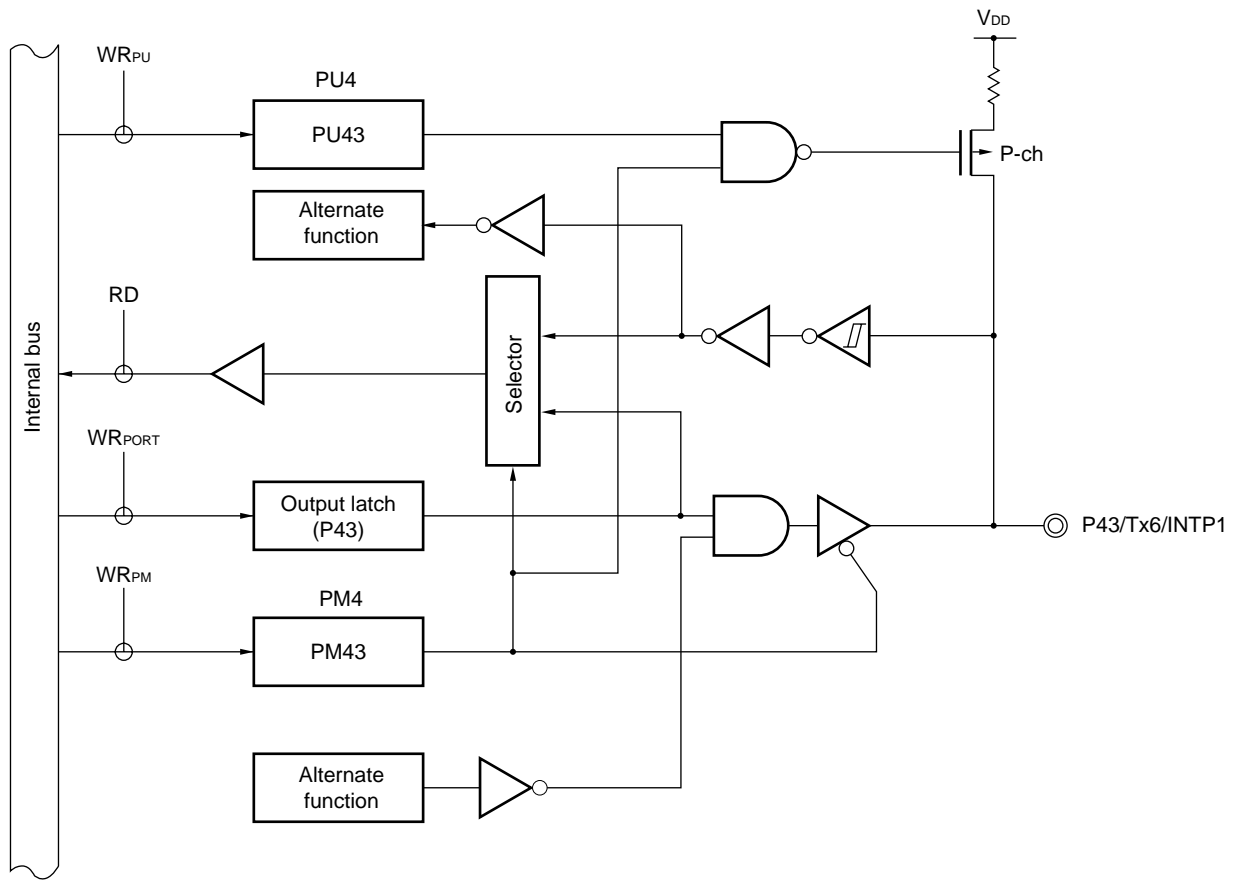 VDD
WRPU
PU4
PU43
P-ch
Alternate
function
RD
Selector
Internal bus
WRPORT
Output latch
(P43)
P43/Tx6/INTP1
WRPM
PM4
PM43
Alternate
function